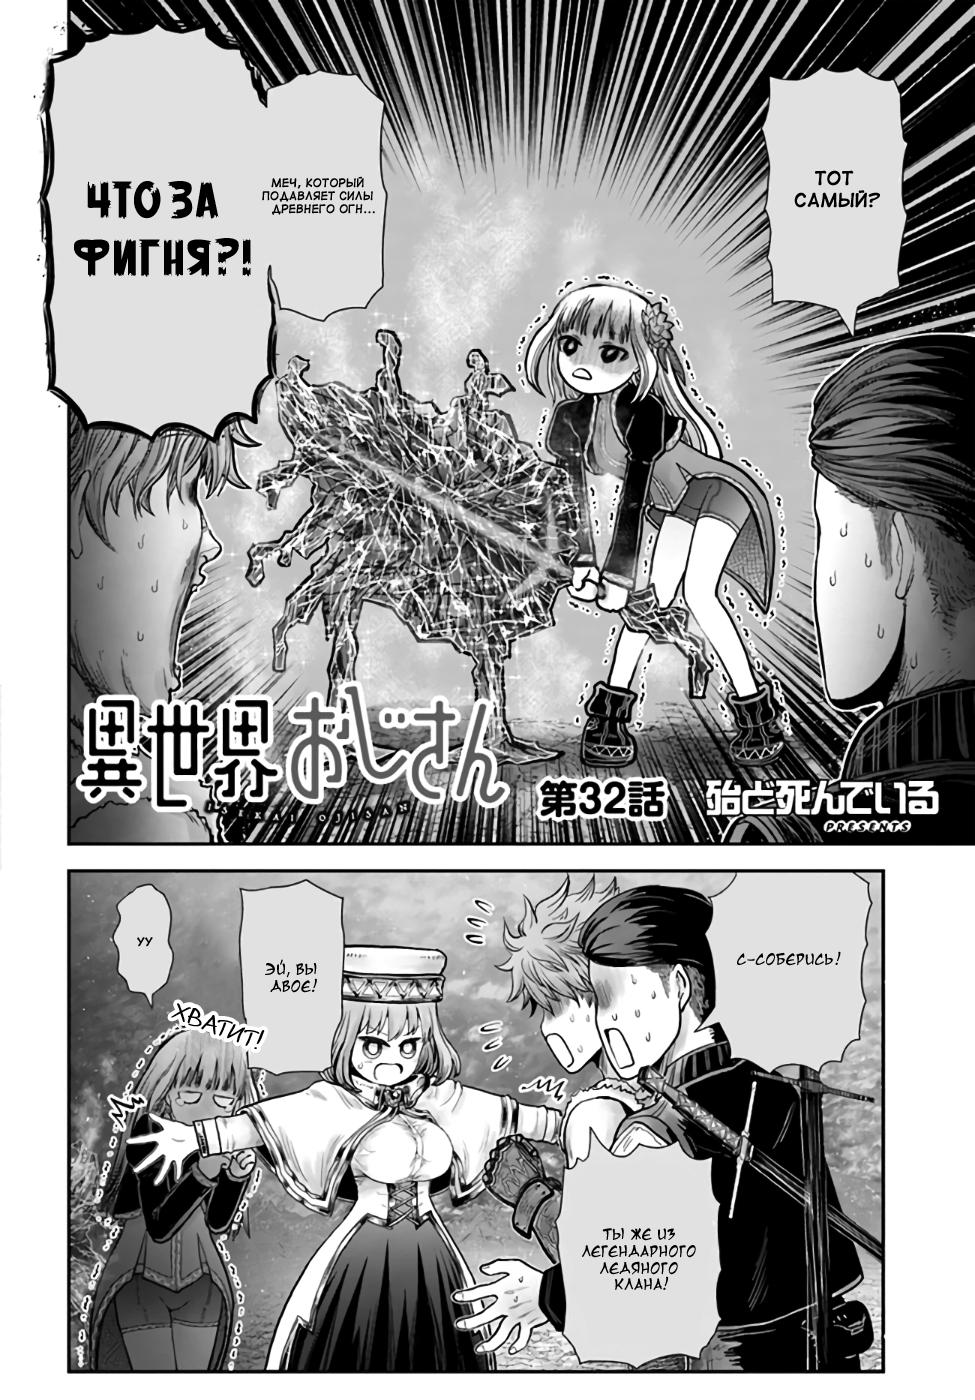 ТОТ
САМЫЙ?
МЕЧ, КОТОРЫЙ
ПОДАВЛЯЕТ СИЛЫ
ДРЕВНЕГО ОГН...
ЧТО ЗА
ФИГНЯ?!
異世界おじさん
ISEKAI OJISAN
第32話
殆ど死んでいる
PRESENTS
С-СОБЕРИСЬ!
ТЫ ЖЕ ИЗ
ЛЕГЕНДАРНОГО
ЛЕДЯНОГО
КЛАНА!
ЭЙ, ВЫ
ДВОЕ!
ХВАТИТ!
УУ